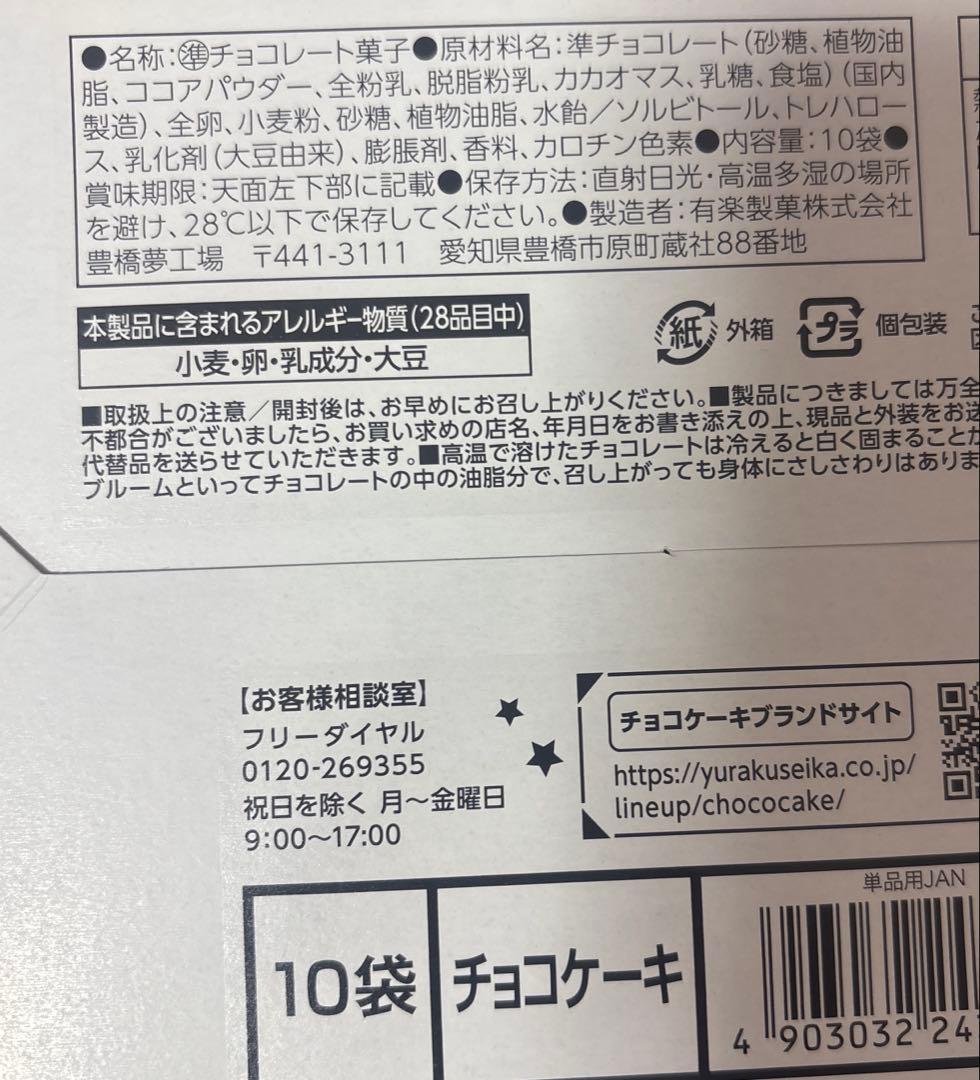 ●名称:㊜チョコレート菓子●原材料名:準チョコレート(砂糖、植物油
脂、ココアパウダー、全粉乳、脱脂粉乳、カカオマス、乳糖、食塩)(国内
製造)、全卵、小麦粉、砂糖、植物油脂、水飴/ソルビトール、トレハロー
ス、乳化剤(大豆由来)、膨脹剤、香料、カロチン色素●内容量:10袋●
賞味期限:天面左下部に記載●保存方法:直射日光・高温多湿の場所
を避け、28℃以下で保存してください。●製造者:有楽製菓株式会社
豊橋夢工場 〒441-3111 愛知県豊橋市原町蔵社88番地
本製品に含まれるアレルギー物質(28品目中)
小麦・卵・乳成分・大豆
紙 外箱 プラ 個包装
■取扱上の注意/開封後は、お早めにお召し上がりください。■製品につきましては万全
不都合がございましたら、お買い求めの店名、年月日をお書き添えの上、現品と外装をお送
代替品を送らせていただきます。■高温で溶けたチョコレートは冷えると白く固まること
ブルームといってチョコレートの中の油脂分で、召し上がっても身体にさしさわりはありま
【お客様相談室】
フリーダイヤル
0120-269355
祝日を除く 月〜金曜日
9:00〜17:00
チョコケーキブランドサイト
https://yurakuseika.co.jp/
lineup/chococake/
10袋
チョコケーキ
単品用JAN
4 903032 24